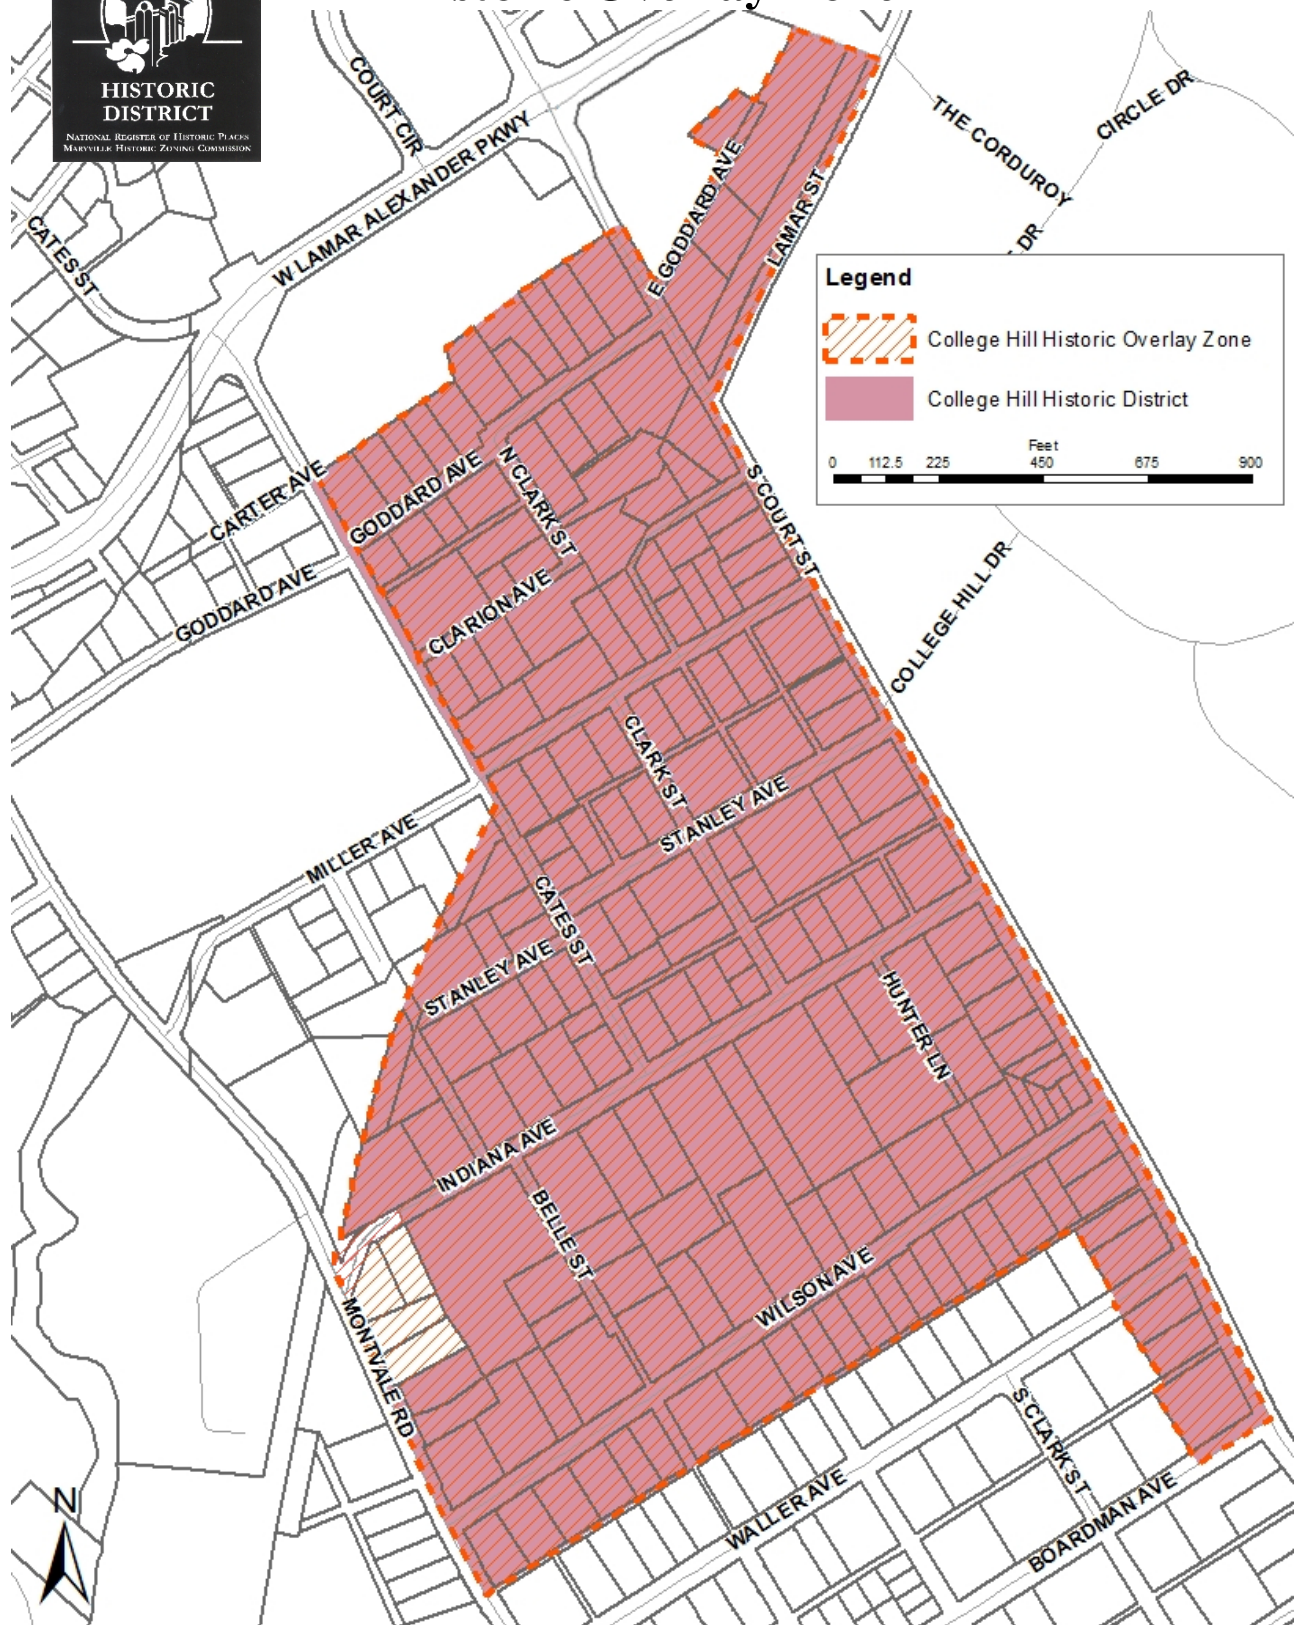 HISTORIC
DISTRICT
NATIONAL REGISTER OF HISTORIC PLACES
MARYVILLE HISTORIC ZONING COMMISSION
COURT CIR
W LAMAR ALEXANDER PKWY
CATES ST
THE CORDUROY
CIRCLE DR
DR
E GODDARD AVE
LAMAR ST
Legend
College Hill Historic Overlay Zone
College Hill Historic District
Feet
0 112.5 225 450 675 900
CARTER AVE
GODDARD AVE
N CLARK ST
S COURT ST
GODDARD AVE
CLARION AVE
COLLEGE HILL DR
CLARK ST
STANLEY AVE
MILLER AVE
CATES ST
STANLEY AVE
HUNTER LN
INDIANA AVE
BELLE ST
WILSON AVE
MONTVALE RD
S CLARK ST
WALLER AVE
BOARDMAN AVE
N